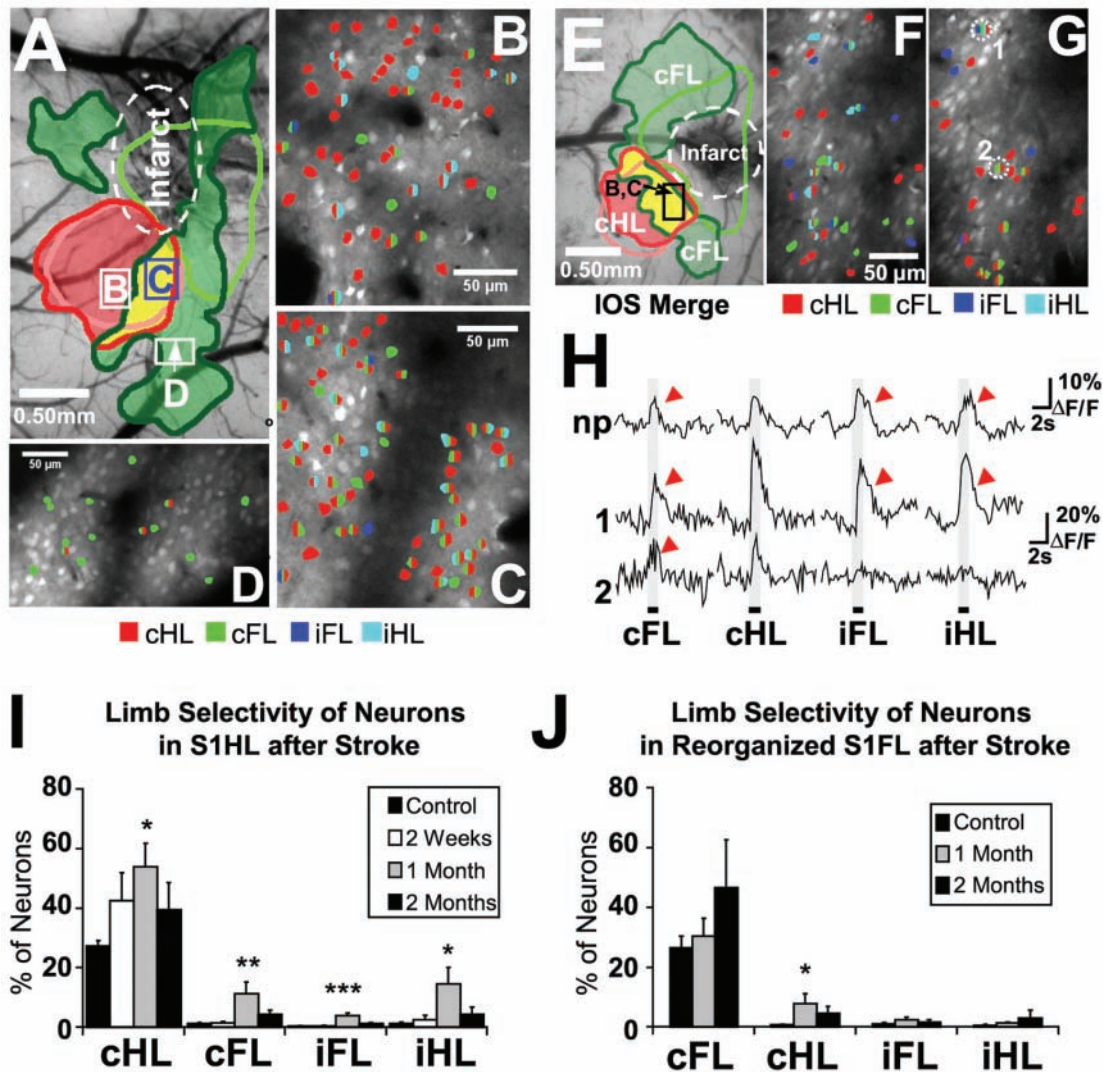 A
Infarct
B
C
D
0.50mm
B
50 µm
50 µm
C
50 µm
D
cHL cFL iFL iHL
E
cFL
Infarct
B,C
cHL
cFL
0.50mm
IOS Merge
F
50 µm
G
1
2
cHL cFL iFL iHL
H
np
1
2
10%
ΔF/F
2s
20%
ΔF/F
2s
cFL cHL iFL iHL
I
Limb Selectivity of Neurons
in S1HL after Stroke
% of Neurons
80
60
40
20
0
*
**
***
*
Control
2 Weeks
1 Month
2 Months
cHL cFL iFL iHL
J
Limb Selectivity of Neurons
in Reorganized S1FL after Stroke
% of Neurons
80
60
40
20
0
*
Control
1 Month
2 Months
cFL cHL iFL iHL